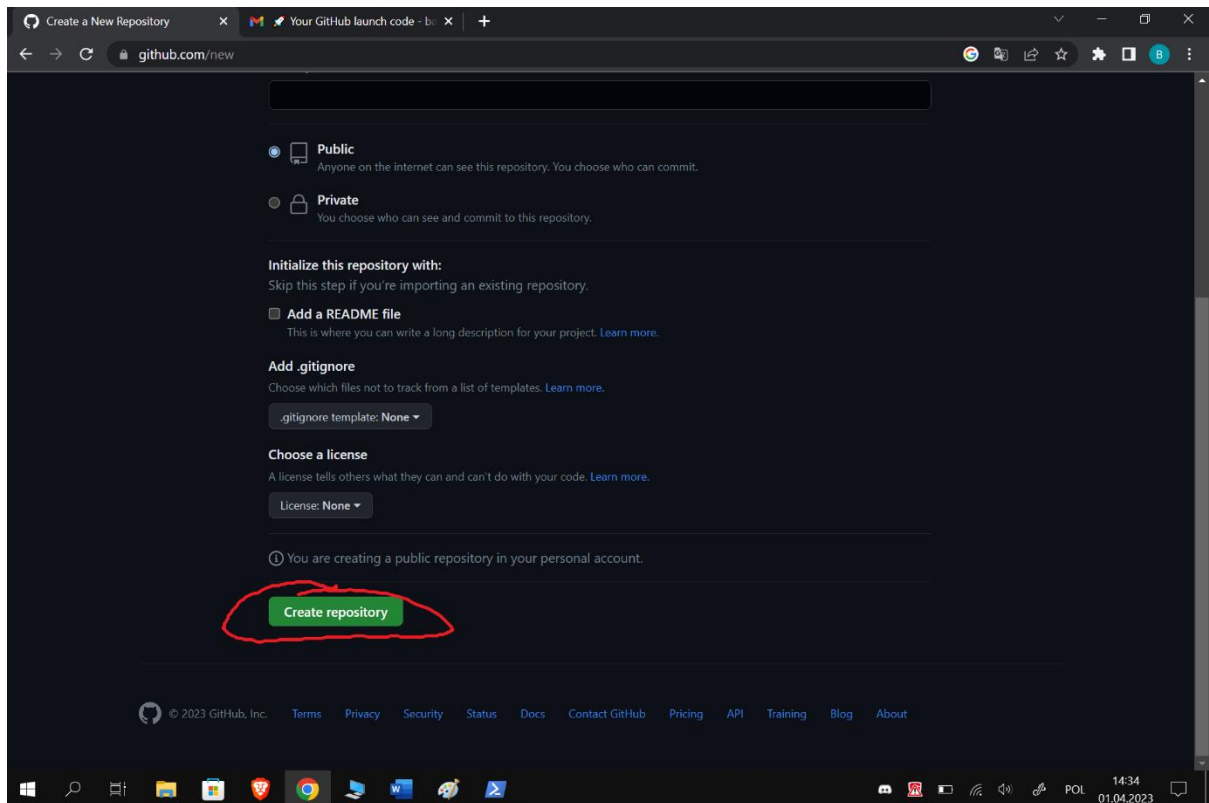 Create a New Repository
Your GitHub launch code - ba
github.com/new
B
Public
Anyone on the internet can see this repository. You choose who can commit.
Private
You choose who can see and commit to this repository.
Initialize this repository with:
Skip this step if you're importing an existing repository.
Add a README file
This is where you can write a long description for your project. Learn more.
Add .gitignore
Choose which files not to track from a list of templates. Learn more.
.gitignore template: None
Choose a license
A license tells others what they can and can't do with your code. Learn more.
License: None
You are creating a public repository in your personal account.
Create repository
© 2023 GitHub, Inc. Terms Privacy Security Status Docs Contact GitHub Pricing API Training Blog About
POL
14:34
01.04.2023